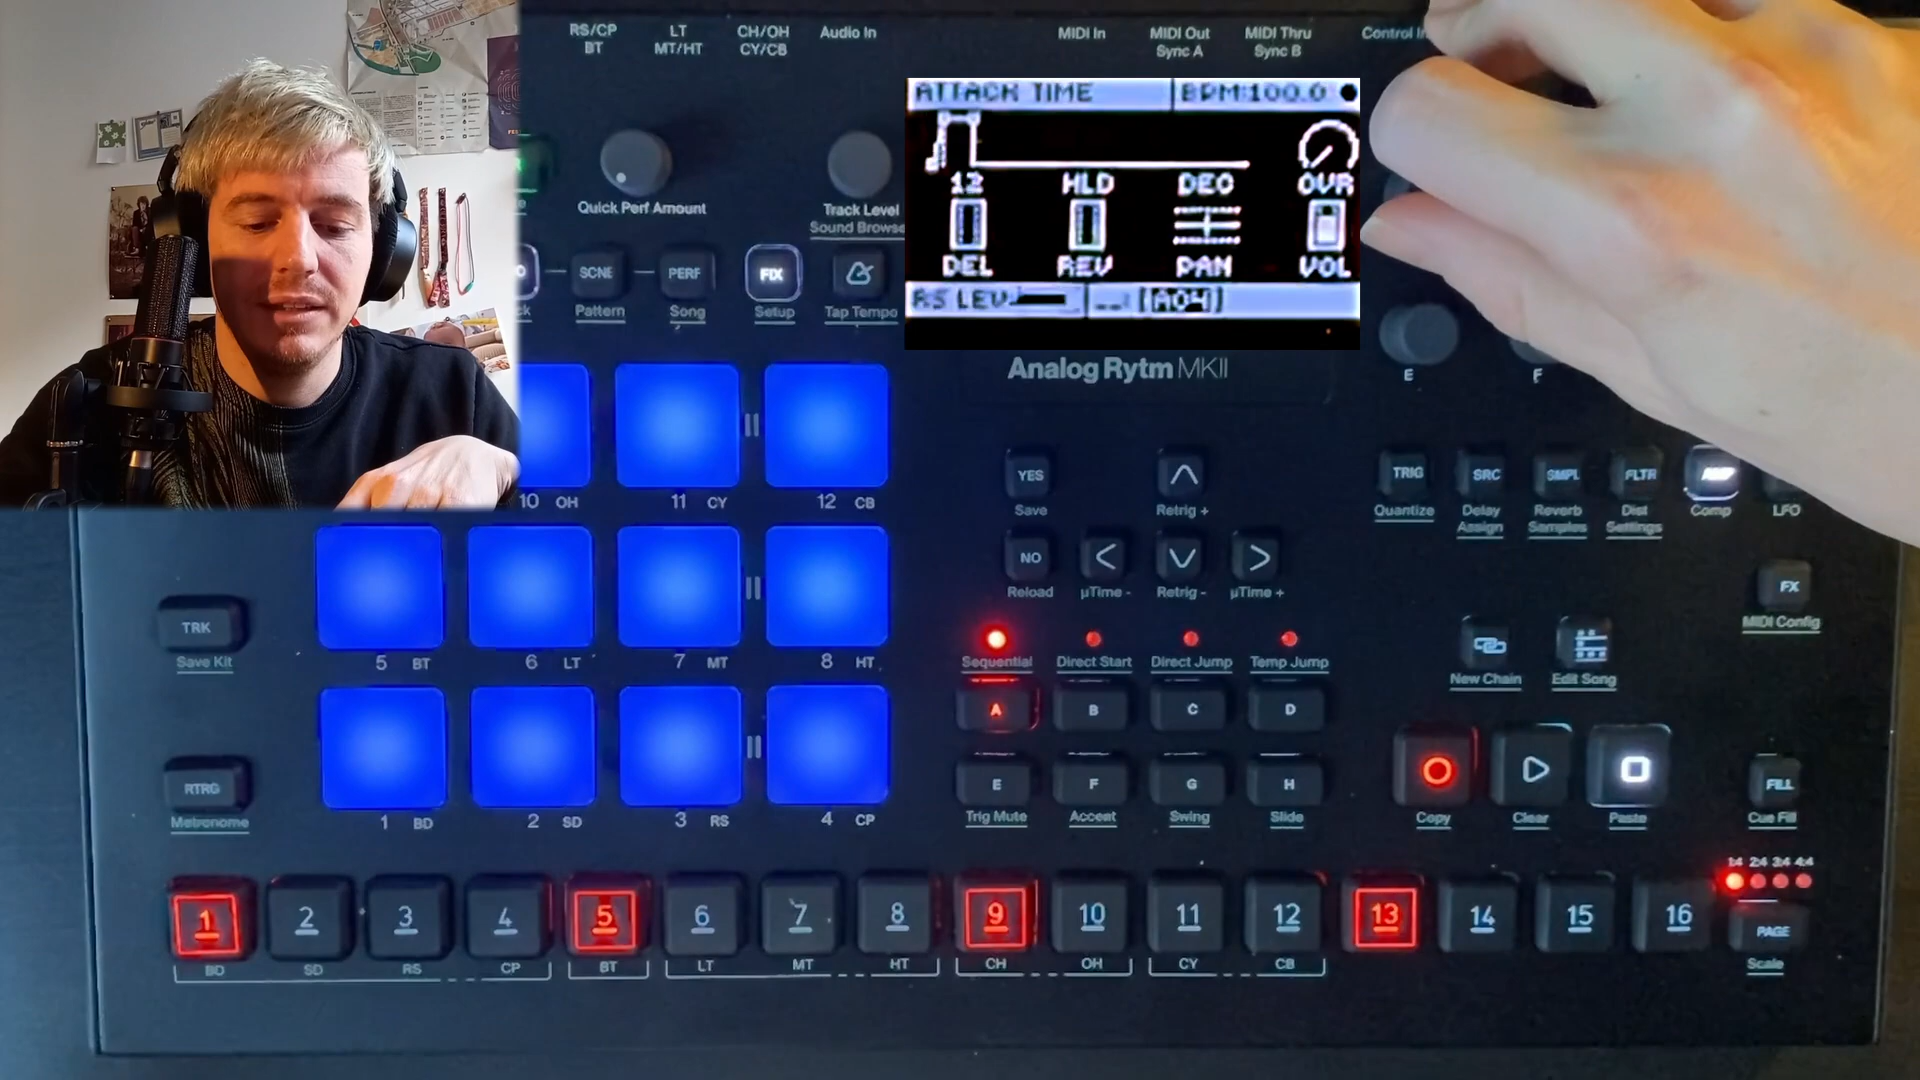 RS/CP LT CH/OH Audio In MIDI In MIDI Out MIDI Thru Control In
BT MT/HT CY/CB Sync A Sync B
ATTACK TIME BPM:100.0
12 HLD DEC OVR
DEL REV PAN VOL
RS LEV [A04]
Quick Perf Amount Track Level
Sound Browse
SCNE PERF FIX
Pattern Song Setup Tap Tempo
Analog Rytm MKII
E F
YES TRIG SRC SMPL FLTR AMP
10 OH 11 CY 12 CB Save Retrig + Quantize Delay Assign Reverb Samples Dist Settings Comp LFO
NO
Reload µTime - Retrig - µTime + FX
MIDI Config
TRK
Save Kit 5 BT 6 LT 7 MT 8 HT Sequential Direct Start Direct Jump Temp Jump New Chain Edit Song
A B C D
RTRG E F G H FILL
Metronome 1 BD 2 SD 3 RS 4 CP Trig Mute Accent Swing Slide Copy Clear Paste Cue Fill
1:4 2:4 3:4 4:4
1 2 3 4 5 6 7 8 9 10 11 12 13 14 15 16 PAGE
BD SD RS CP BT LT MT HT CH OH CY CB Scale